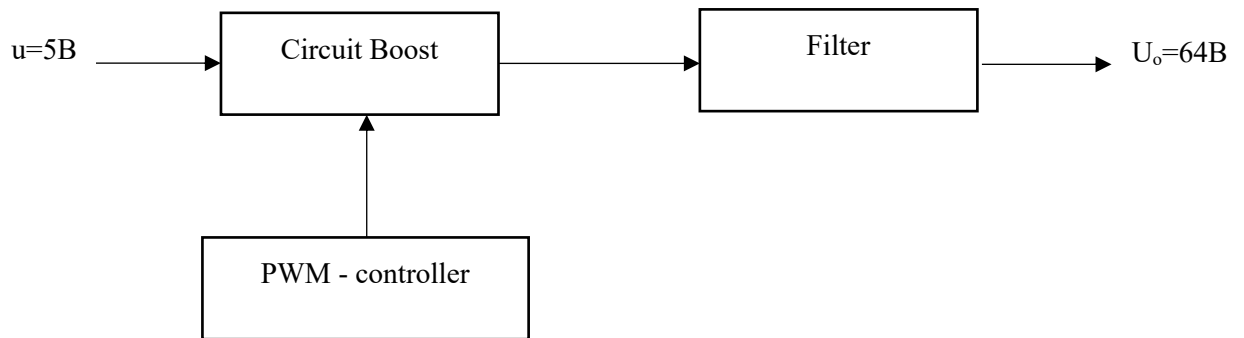 u=5B
Circuit Boost
Filter
Uₒ=64B
PWM - controller